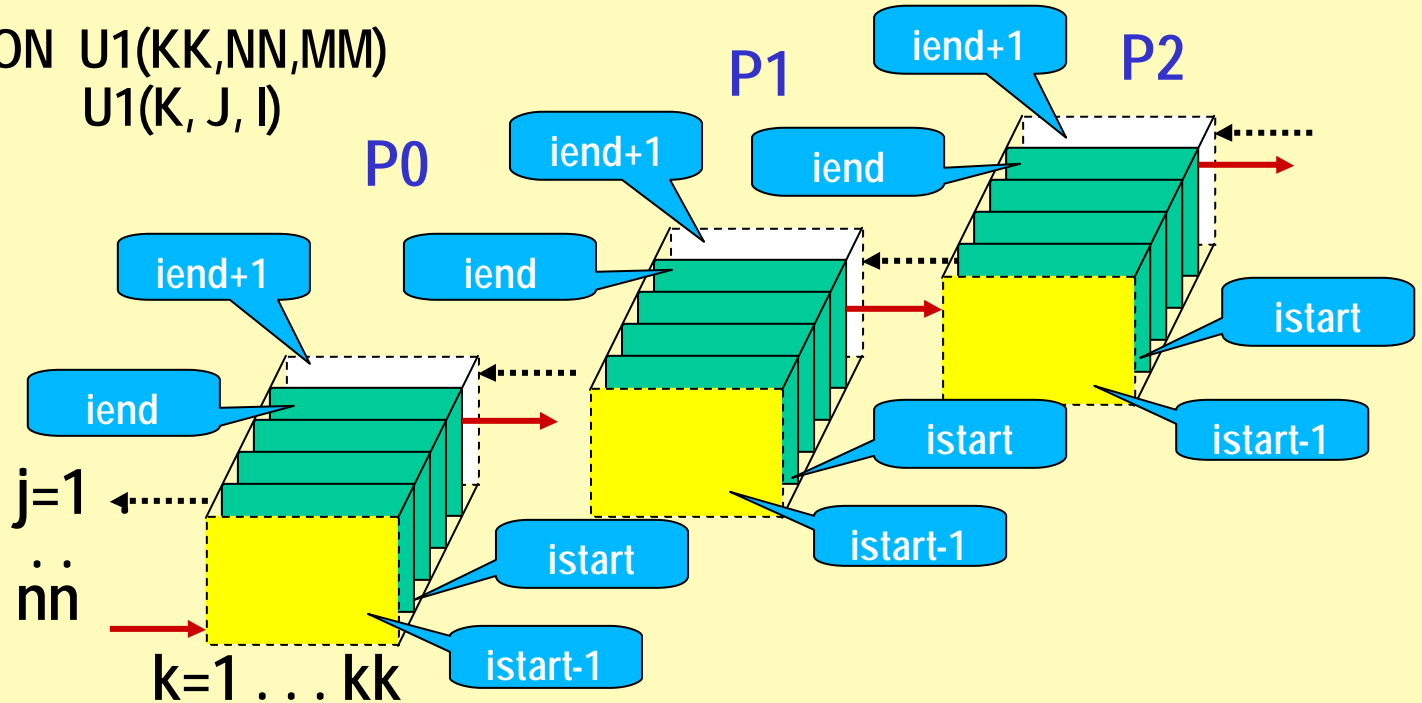 ON U1(KK,NN,MM)
U1(K, J, I)
P0
P1
P2
iend+1
iend
iend+1
iend
iend+1
iend
istart
istart-1
istart
istart-1
istart
istart-1
j=1 .
. .
nn
k=1 . . . kk